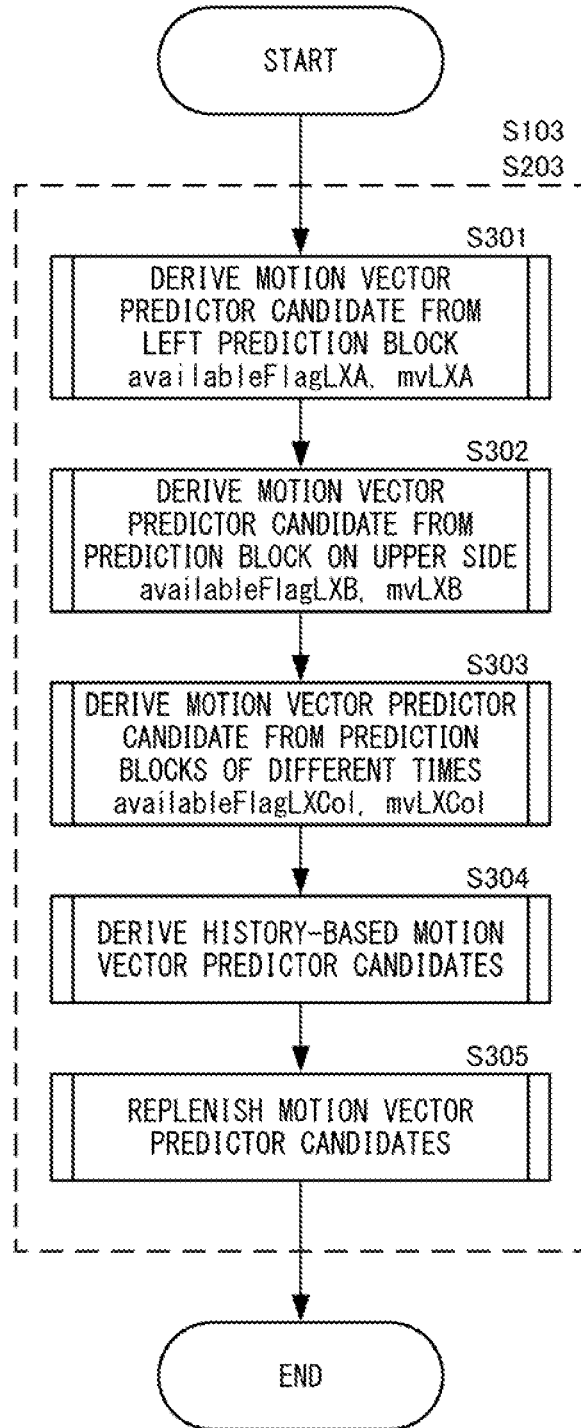 START
S103
S203
S301
DERIVE MOTION VECTOR
PREDICTOR CANDIDATE FROM
LEFT PREDICTION BLOCK
availableFlagLXA, mvLXA
S302
DERIVE MOTION VECTOR
PREDICTOR CANDIDATE FROM
PREDICTION BLOCK ON UPPER SIDE
availableFlagLXB, mvLXB
S303
DERIVE MOTION VECTOR PREDICTOR
CANDIDATE FROM PREDICTION
BLOCKS OF DIFFERENT TIMES
availableFlagLXCol, mvLXCol
S304
DERIVE HISTORY-BASED MOTION
VECTOR PREDICTOR CANDIDATES
S305
REPLENISH MOTION VECTOR
PREDICTOR CANDIDATES
END